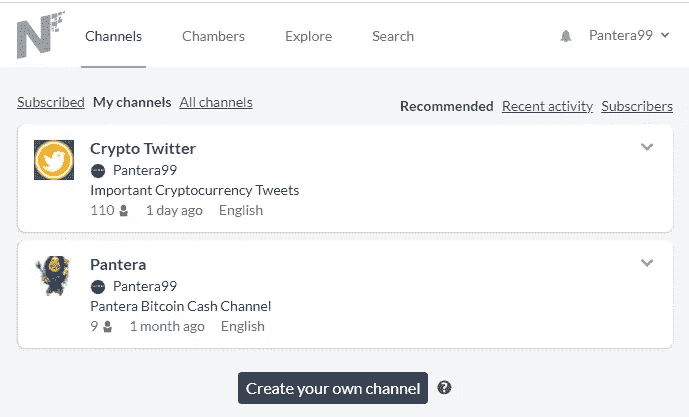 N
Channels Chambers Explore Search Pantera99
Subscribed My channels All channels Recommended Recent activity Subscribers
Crypto Twitter
Pantera99
Important Cryptocurrency Tweets
110 1 day ago English
Pantera
Pantera99
Pantera Bitcoin Cash Channel
9 1 month ago English
Create your own channel ?